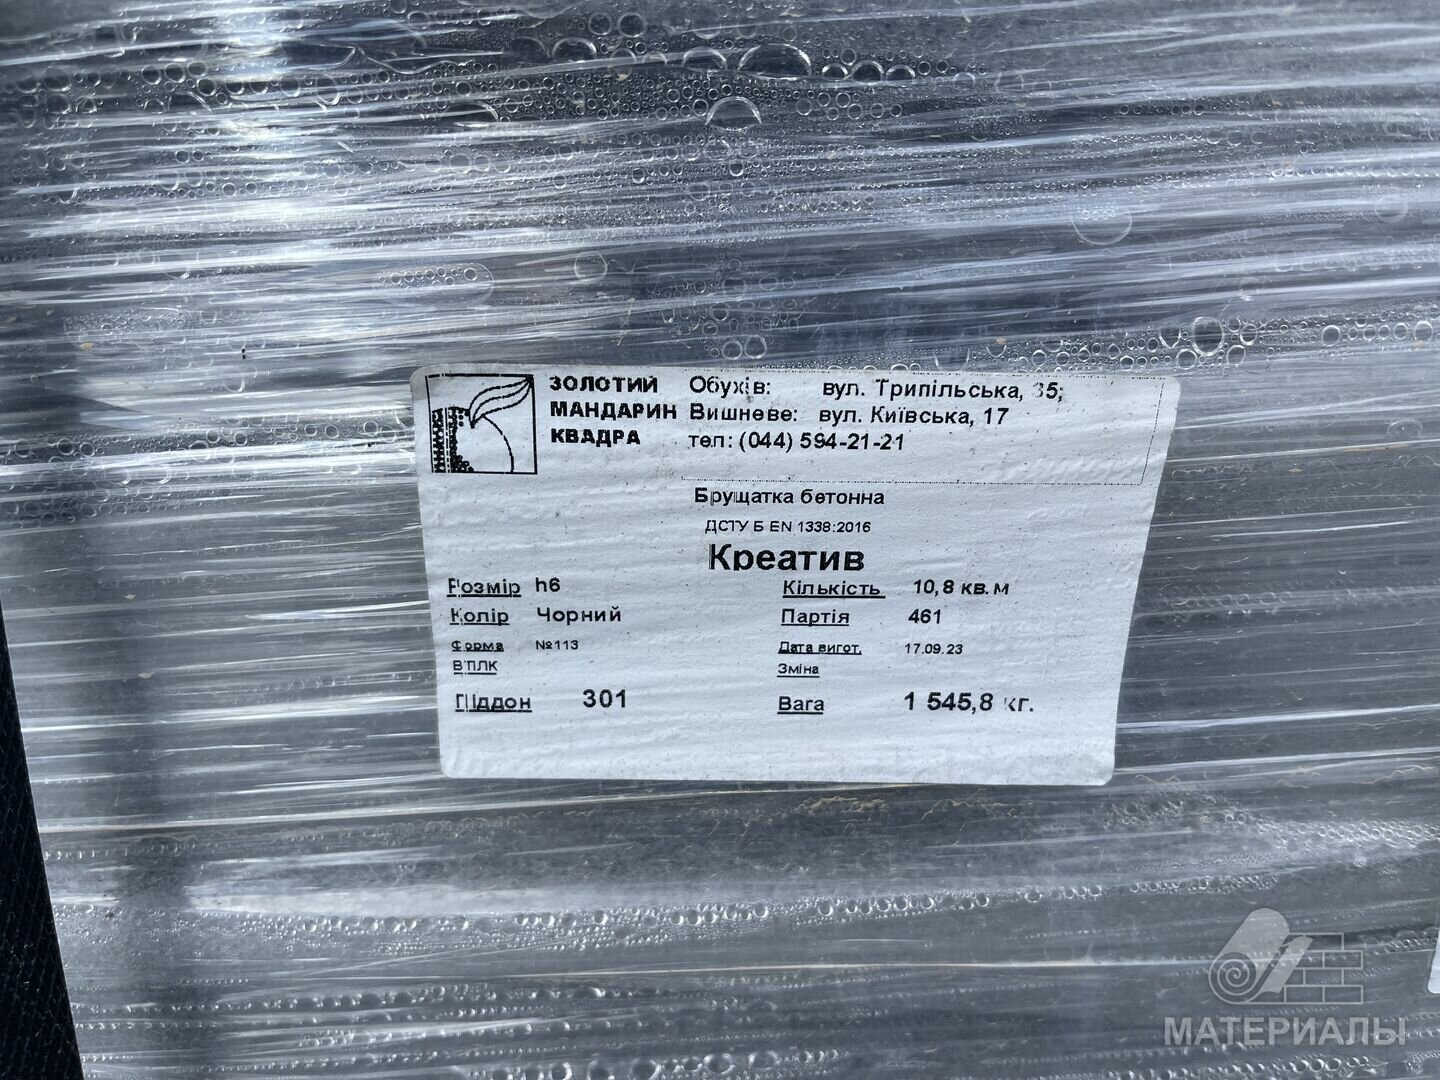 ЗОЛОТИЙ
МАНДАРИН
КВАДРА
Обухів: вул. Трипільська, 35;
Вишневе: вул. Київська, 17
тел: (044) 594-21-21
Брущатка бетонна
ДСТУ Б EN 1338:2016
Креатив
Розмір h6 Кількість 10,8 кв.м
Колір Чорний Партія 461
Форма №113 Дата вигот. 17.09.23
ВТЛК Зміна
Піддон 301 Вага 1 545,8 кг.
МАТЕРИАЛЫ